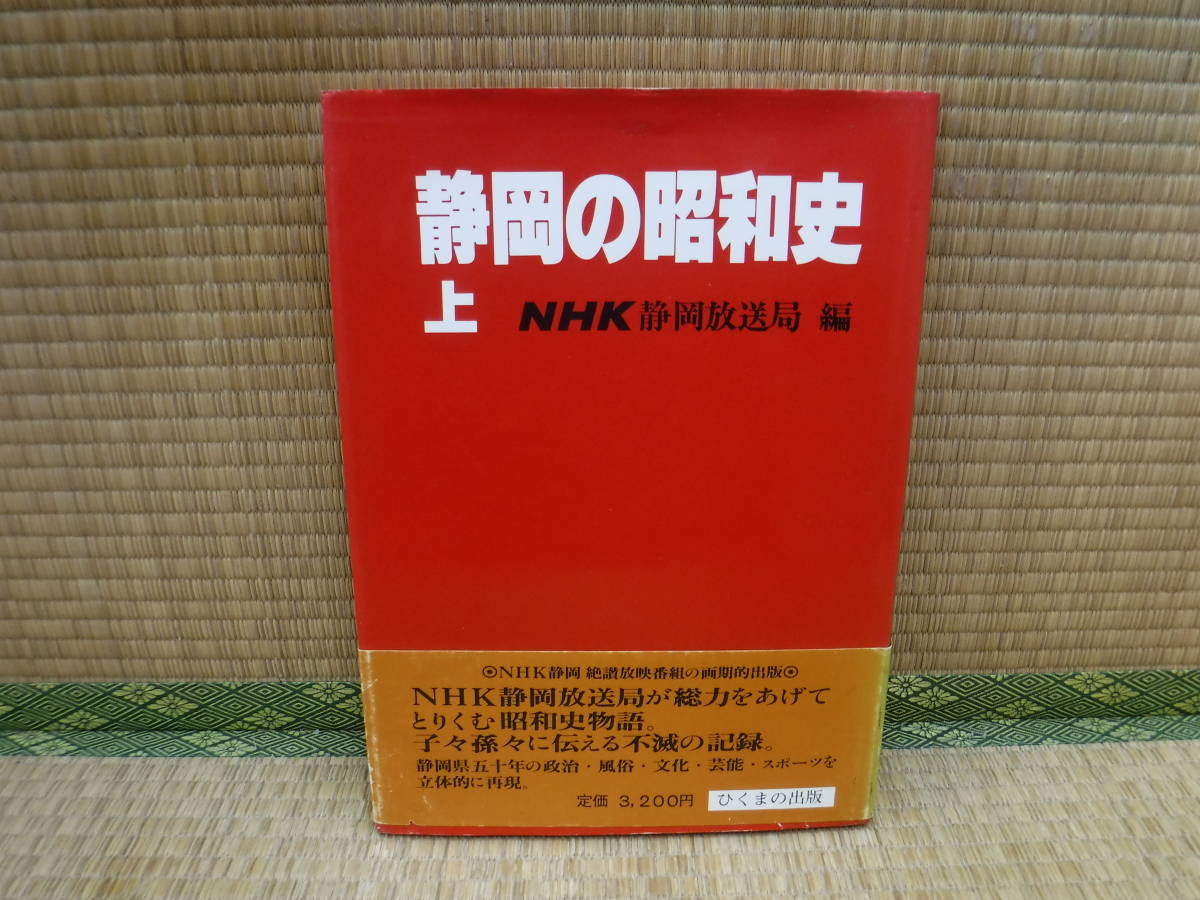 静岡の昭和史
上 NHK静岡放送局 編
◉NHK静岡 絶讃放映番組の画期的出版◉
NHK静岡放送局が総力をあげて
とりくむ昭和史物語。
子々孫々に伝える不滅の記録。
静岡県五十年の政治・風俗・文化・芸能・スポーツを
立体的に再現。
定価 3,200円 ひくまの出版